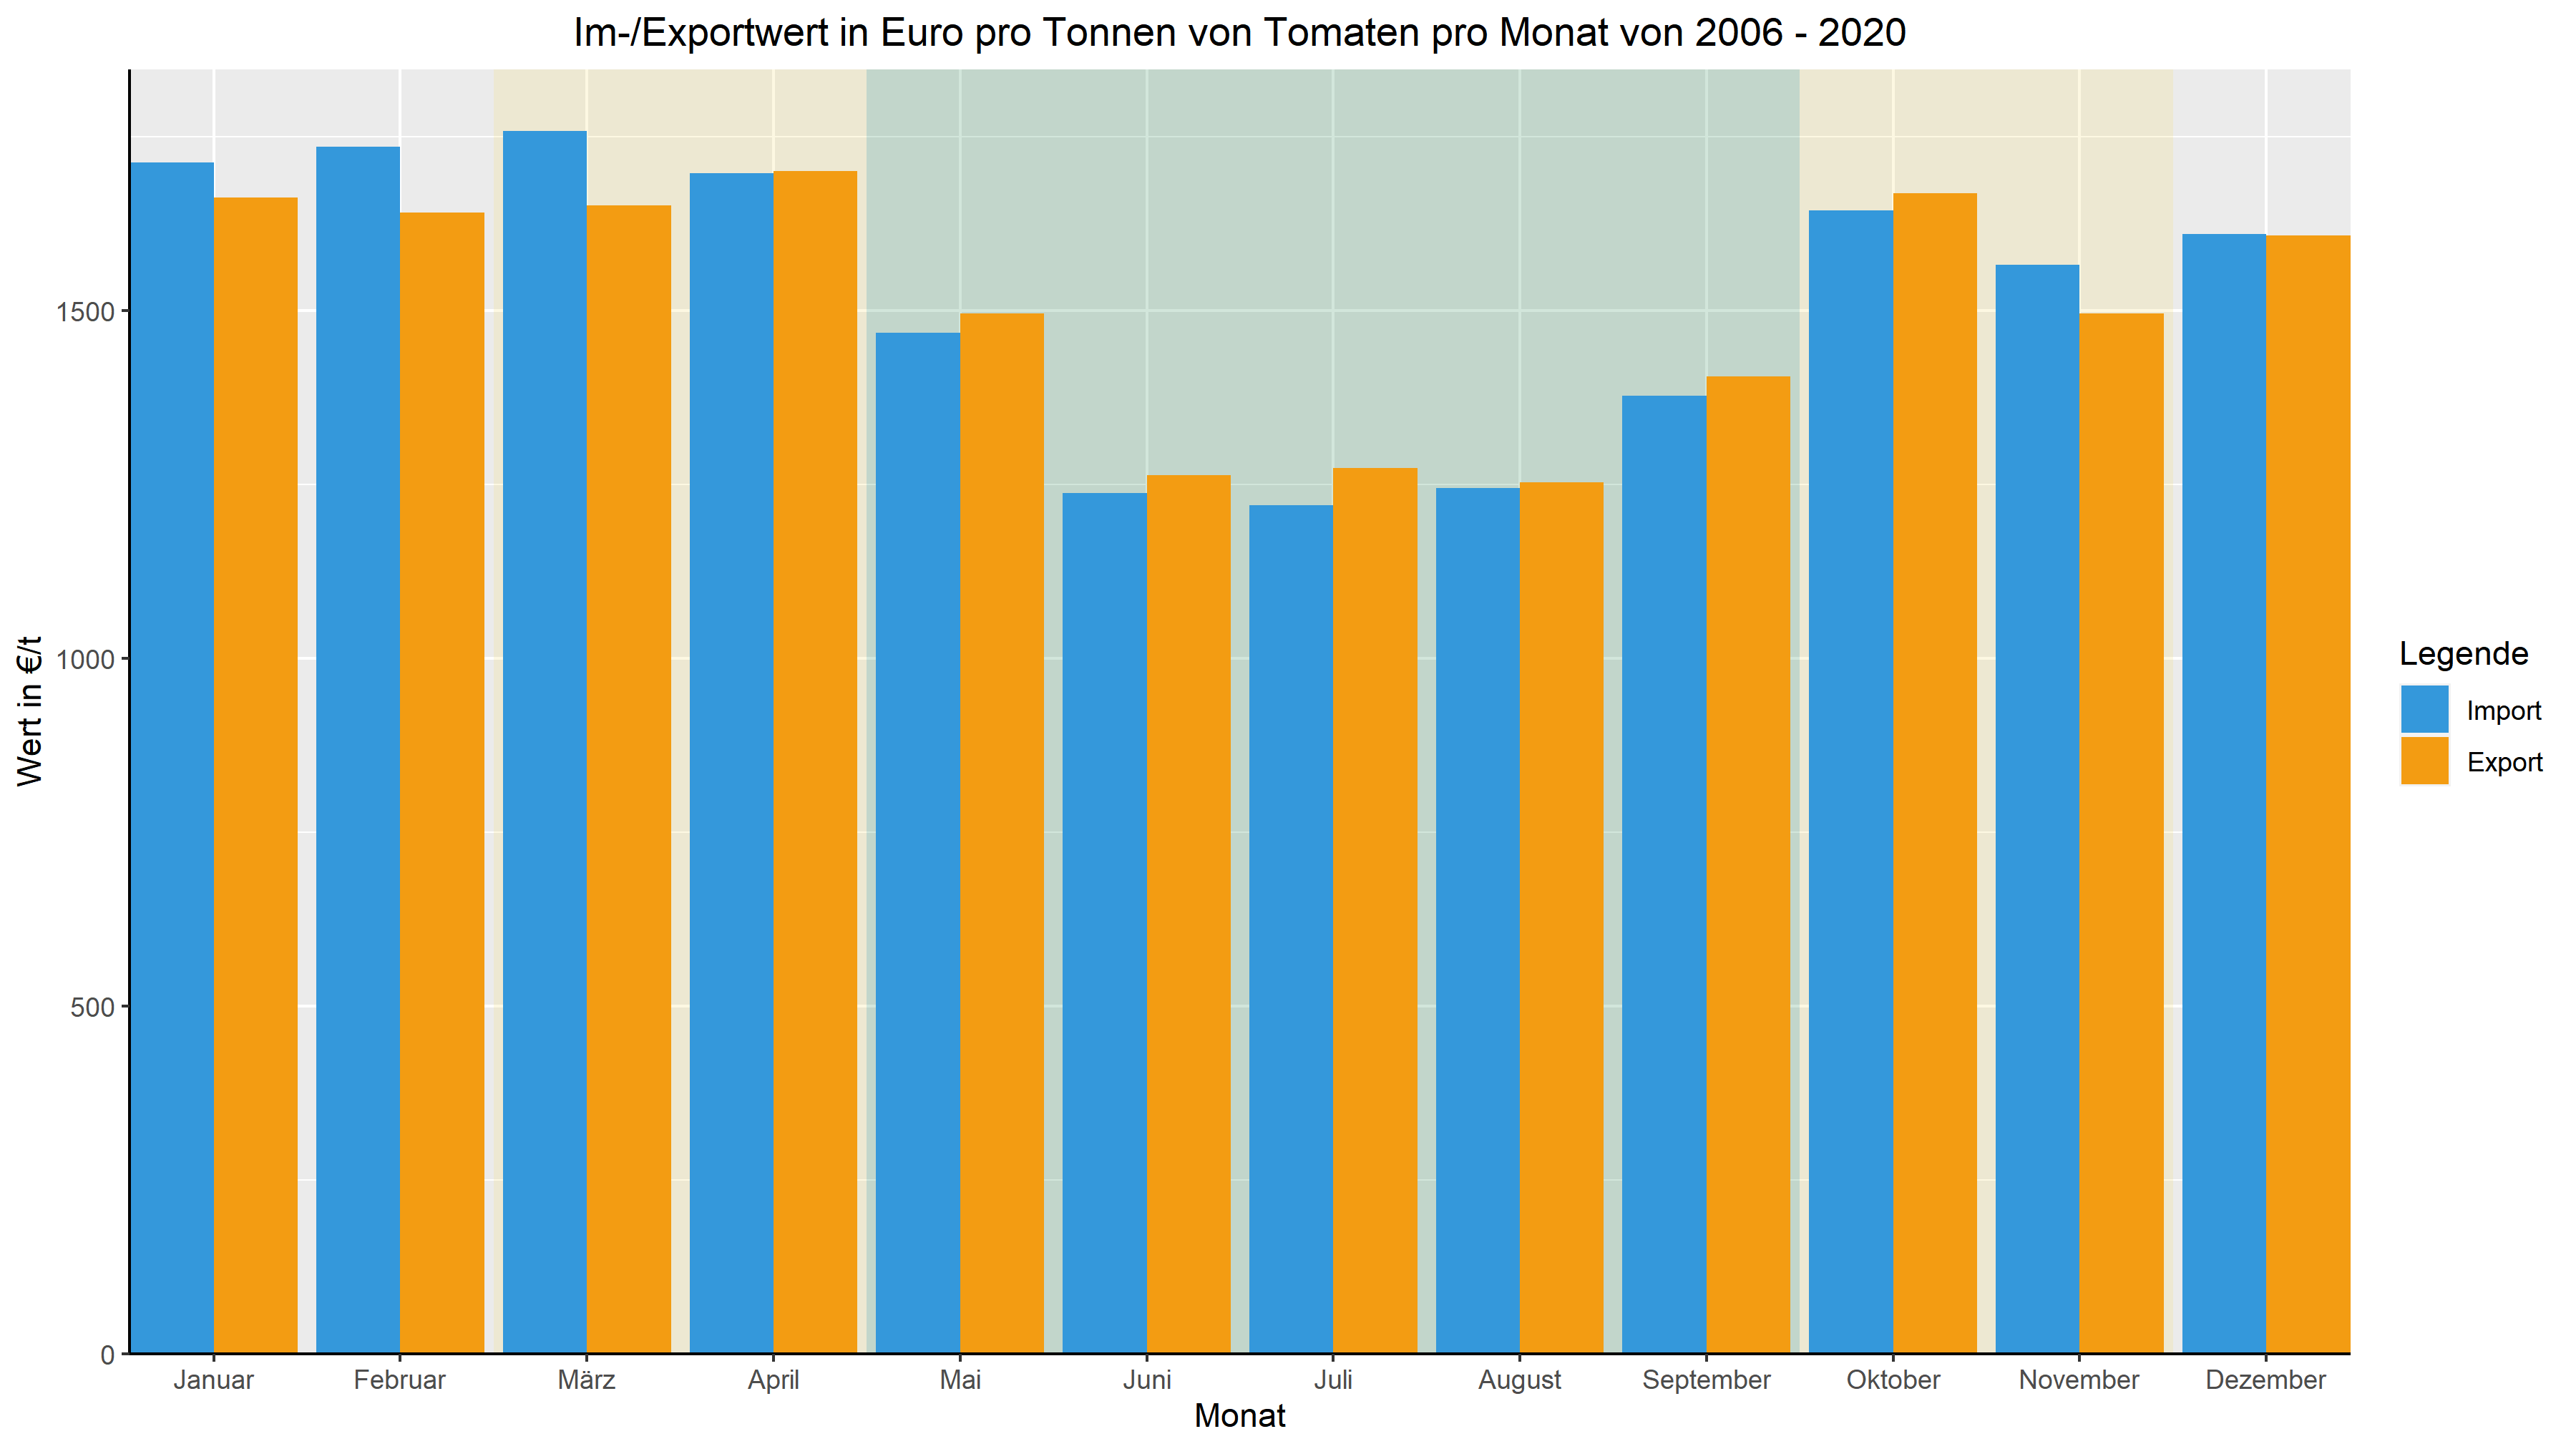 Im-/Exportwert in Euro pro Tonnen von Tomaten pro Monat von 2006 - 2020
Wert in €/t
1500
1000
500
0
Januar Februar März April Mai Juni Juli August September Oktober November Dezember
Monat
Legende
Import
Export